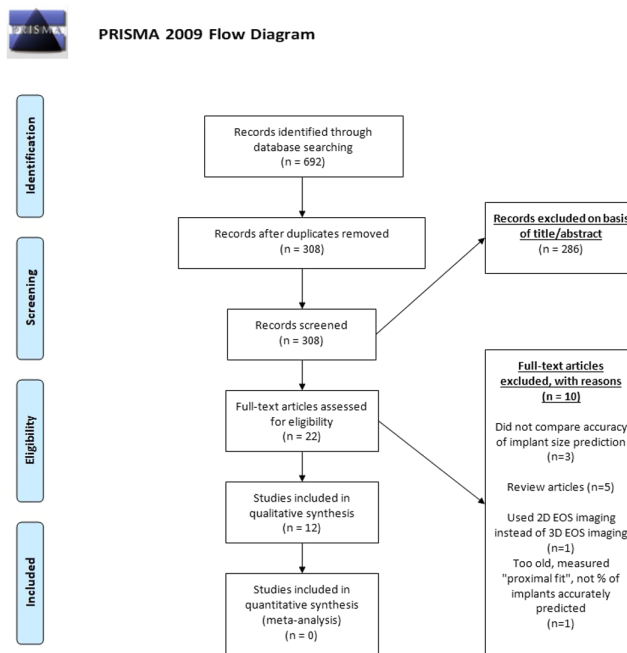 PRISMA
PRISMA 2009 Flow Diagram
Identification
Records identified through
database searching
(n = 692)
Records after duplicates removed
(n = 308)
Records excluded on basis
of title/abstract
(n = 286)
Screening
Records screened
(n = 308)
Full-text articles
excluded, with reasons
(n = 10)
Did not compare accuracy
of implant size prediction
(n=3)
Review articles (n=5)
Used 2D EOS imaging
instead of 3D EOS imaging
(n=1)
Too old, measured
"proximal fit", not % of
implants accurately
predicted
(n=1)
Eligibility
Full-text articles assessed
for eligibility
(n = 22)
Studies included in
qualitative synthesis
(n = 12)
Included
Studies included in
quantitative synthesis
(meta-analysis)
(n = 0)